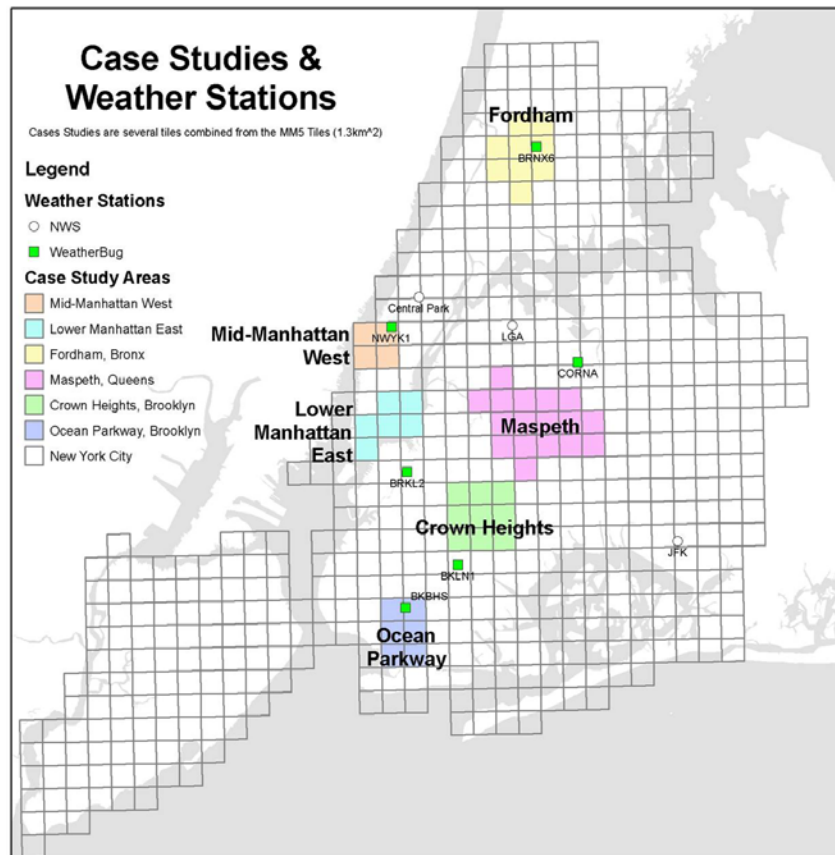 Case Studies &
Weather Stations
Cases Studies are several tiles combined from the MM5 Tiles (1.3km^2)
Legend
Weather Stations
NWS
WeatherBug
Case Study Areas
Mid-Manhattan West
Lower Manhattan East
Fordham, Bronx
Maspeth, Queens
Crown Heights, Brooklyn
Ocean Parkway, Brooklyn
New York City
Fordham
BRNX6
Central Park
NWYK1
LGA
Mid-Manhattan
West
CORNA
Lower
Manhattan
East
Maspeth
BRKL2
Crown Heights
JFK
BKLN1
BKBHS
Ocean
Parkway